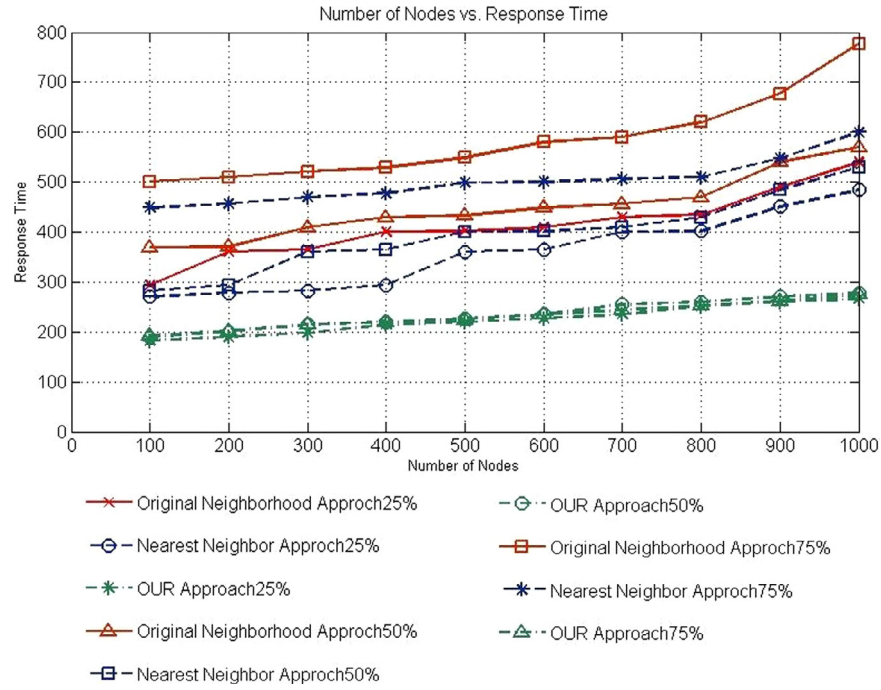 Number of Nodes vs. Response Time
800
700
600
500
400
300
200
100
0
Response Time
0 100 200 300 400 500 600 700 800 900 1000
Number of Nodes
Original Neighborhood Approch25%
OUR Approach50%
Nearest Neighbor Approch25%
Original Neighborhood Approch75%
OUR Approach25%
Nearest Neighbor Approch75%
Original Neighborhood Approch50%
OUR Approach75%
Nearest Neighbor Approch50%